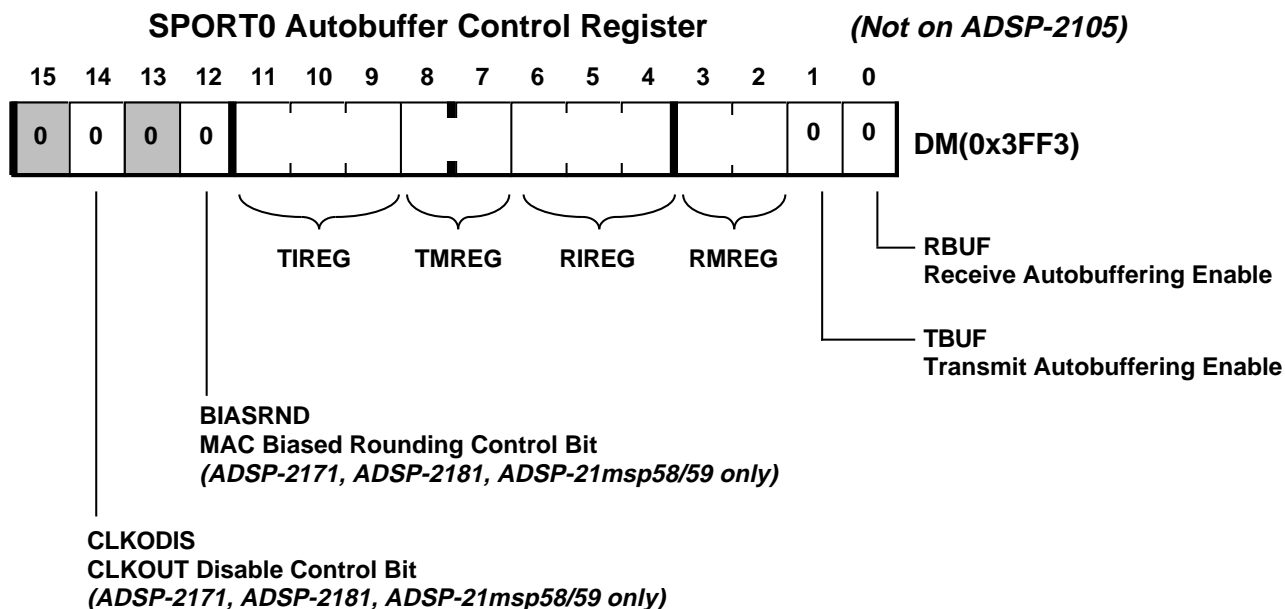 SPORT0 Autobuffer Control Register (Not on ADSP-2105)
15 14 13 12 11 10 9 8 7 6 5 4 3 2 1 0
0 0 0 0 0 0 DM(0x3FF3)
TIREG TMREG RIREG RMREG
RBUF
Receive Autobuffering Enable
TBUF
Transmit Autobuffering Enable
BIASRND
MAC Biased Rounding Control Bit
(ADSP-2171, ADSP-2181, ADSP-21msp58/59 only)
CLKODIS
CLKOUT Disable Control Bit
(ADSP-2171, ADSP-2181, ADSP-21msp58/59 only)